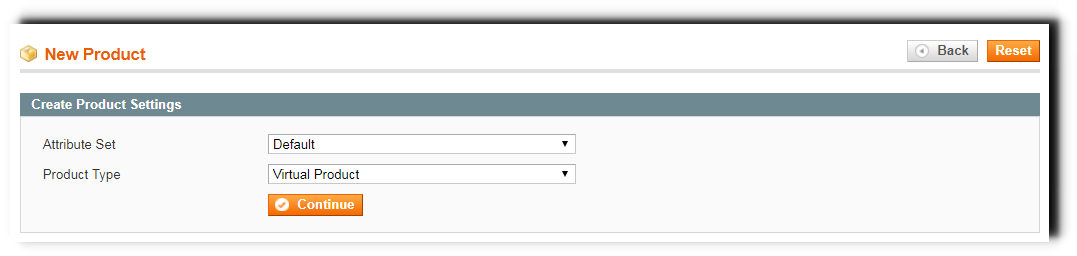 New Product
Back
Reset
Create Product Settings
Attribute Set
Default
Product Type
Virtual Product
Continue